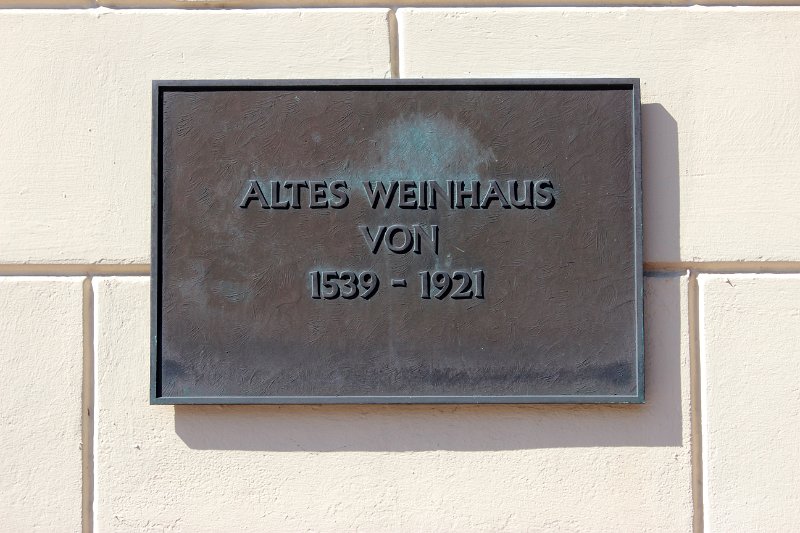 ALTES WEINHAUS
VON
1539 - 1921